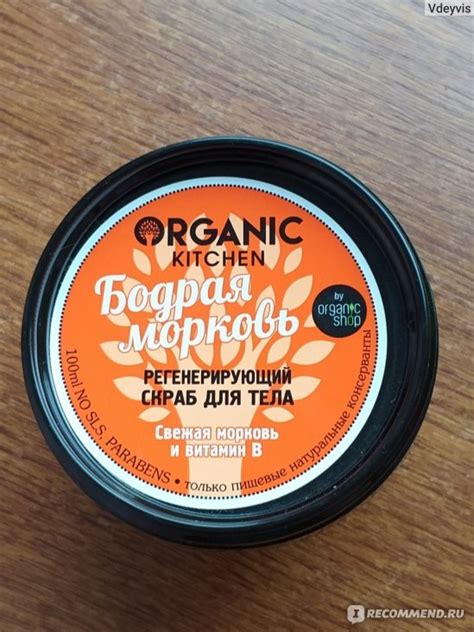 Vdeyvis
ORGANIC
KITCHEN
Бодрая
морковь
by
organic
shop
РЕГЕНЕРИРУЮЩИЙ
СКРАБ ДЛЯ ТЕЛА
Свежая морковь
и витамин В
100ml NO SLS, PARABENS • только пищевые натуральные консерванты
IRECOMMEND.RU